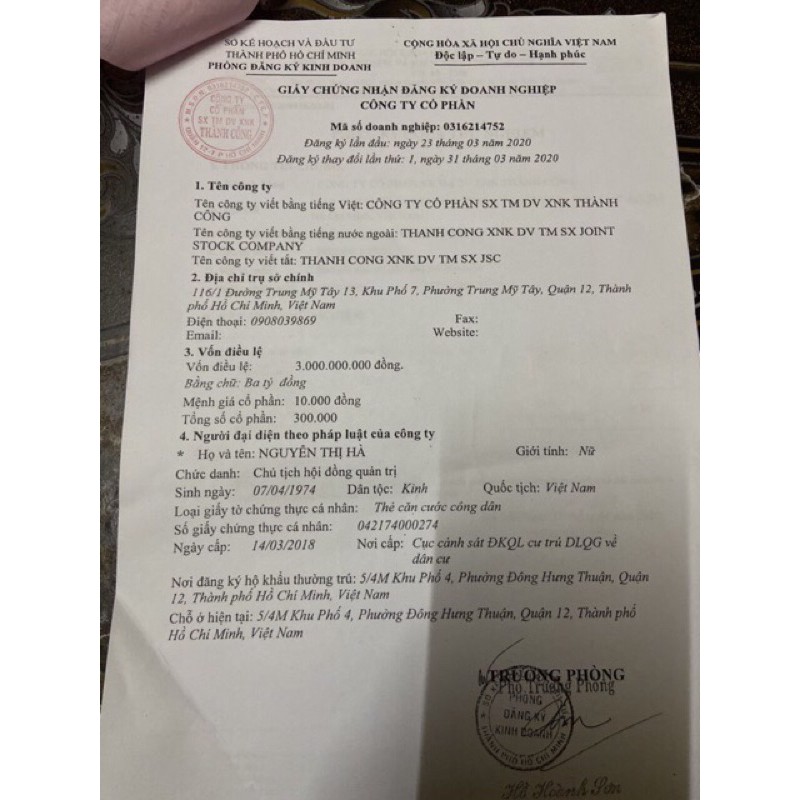 SỞ KẾ HOẠCH VÀ ĐẦU TƯ
THÀNH PHỐ HỒ CHÍ MINH
PHÒNG ĐĂNG KÝ KINH DOANH
CỘNG HÒA XÃ HỘI CHỦ NGHĨA VIỆT NAM
Độc lập – Tự do – Hạnh phúc
GIẤY CHỨNG NHẬN ĐĂNG KÝ DOANH NGHIỆP
CÔNG TY CỔ PHẦN
CÔNG TY
CỔ PHẦN
SX TM DV XNK
THÀNH CÔNG
QUẬN 12 - T.P HỒ CHÍ MINH
Mã số doanh nghiệp: 0316214752
Đăng ký lần đầu: ngày 23 tháng 03 năm 2020
Đăng ký thay đổi lần thứ: 1, ngày 31 tháng 03 năm 2020
1. Tên công ty
Tên công ty viết bằng tiếng Việt: CÔNG TY CỔ PHẦN SX TM DV XNK THÀNH
CÔNG
Tên công ty viết bằng tiếng nước ngoài: THANH CONG XNK DV TM SX JOINT
STOCK COMPANY
Tên công ty viết tắt: THANH CONG XNK DV TM SX JSC
2. Địa chỉ trụ sở chính
116/1 Đường Trung Mỹ Tây 13, Khu Phố 7, Phường Trung Mỹ Tây, Quận 12, Thành
phố Hồ Chí Minh, Việt Nam
Điện thoại: 0908039869 Fax:
Email: Website:
3. Vốn điều lệ
Vốn điều lệ: 3.000.000.000 đồng.
Bằng chữ: Ba tỷ đồng
Mệnh giá cổ phần: 10.000 đồng
Tổng số cổ phần: 300.000
4. Người đại diện theo pháp luật của công ty
* Họ và tên: NGUYỄN THỊ HÀ Giới tính: Nữ
Chức danh: Chủ tịch hội đồng quản trị
Sinh ngày: 07/04/1974 Dân tộc: Kinh Quốc tịch: Việt Nam
Loại giấy tờ chứng thực cá nhân: Thẻ căn cước công dân
Số giấy chứng thực cá nhân: 042174000274
Ngày cấp: 14/03/2018 Nơi cấp: Cục cảnh sát ĐKQL cư trú DLQG về
dân cư
Nơi đăng ký hộ khẩu thường trú: 5/4M Khu Phố 4, Phường Đông Hưng Thuận, Quận
12, Thành phố Hồ Chí Minh, Việt Nam
Chỗ ở hiện tại: 5/4M Khu Phố 4, Phường Đông Hưng Thuận, Quận 12, Thành phố
Hồ Chí Minh, Việt Nam
TRƯỞNG PHÒNG
Phó Trưởng Phòng
PHÒNG
ĐĂNG KÝ
KINH DOANH
THÀNH PHỐ HỒ CHÍ MINH
Hồ Hoành Sơn